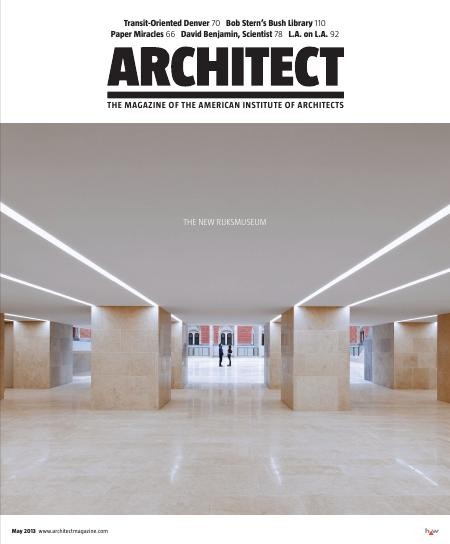 Transit-Oriented Denver 70 Bob Stern's Bush Library 110
Paper Miracles 66 David Benjamin, Scientist 78 L.A. on L.A. 92
ARCHITECT
THE MAGAZINE OF THE AMERICAN INSTITUTE OF ARCHITECTS
THE NEW RIJKSMUSEUM
May 2013 www.architectmagazine.com